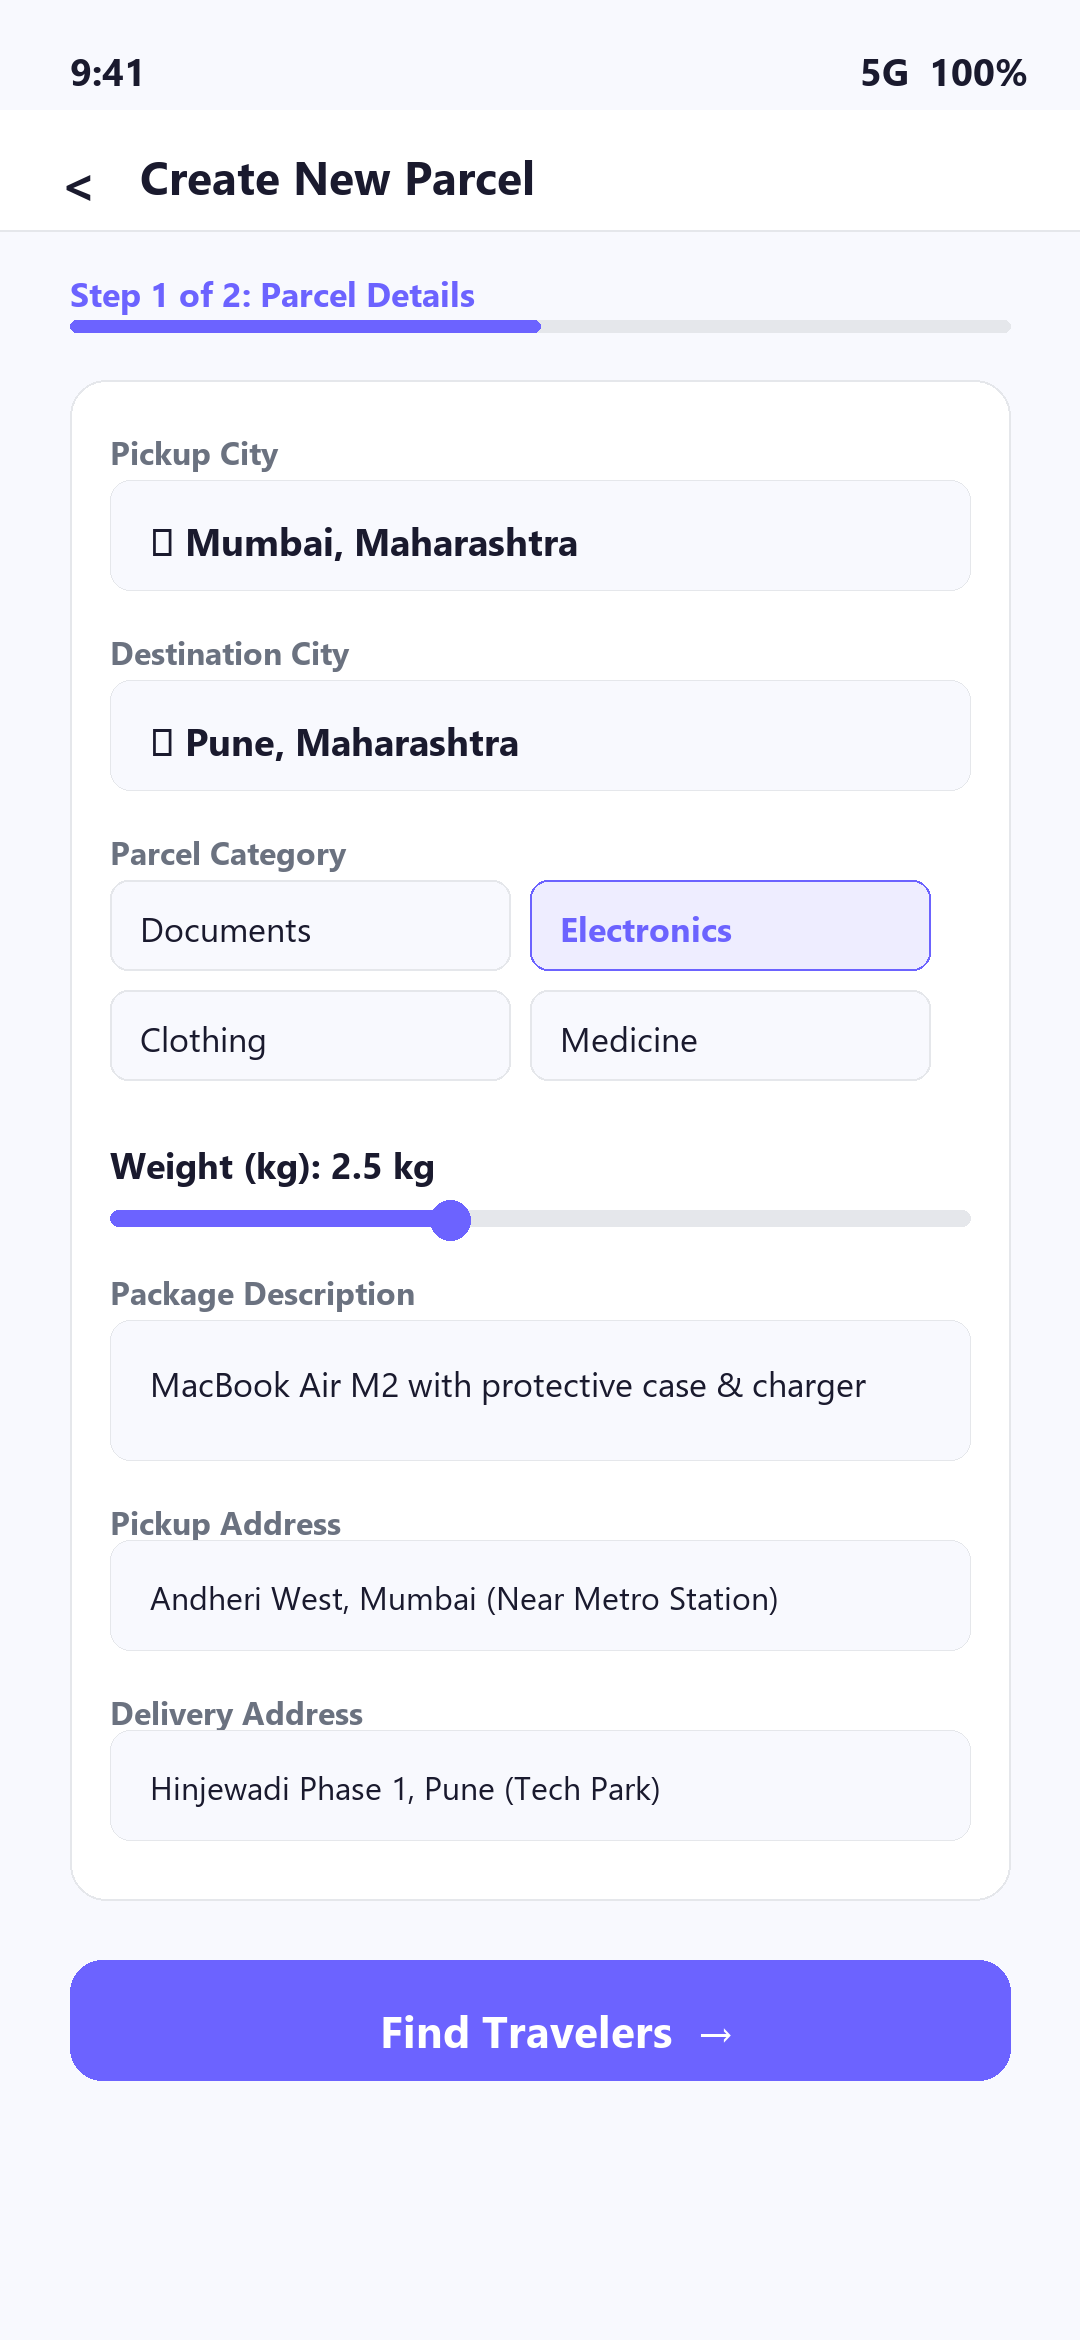 9:41
5G 100%
< Create New Parcel
Step 1 of 2: Parcel Details
Pickup City
Mumbai, Maharashtra
Destination City
Pune, Maharashtra
Parcel Category
Documents
Electronics
Clothing
Medicine
Weight (kg): 2.5 kg
Package Description
MacBook Air M2 with protective case & charger
Pickup Address
Andheri West, Mumbai (Near Metro Station)
Delivery Address
Hinjewadi Phase 1, Pune (Tech Park)
Find Travelers →